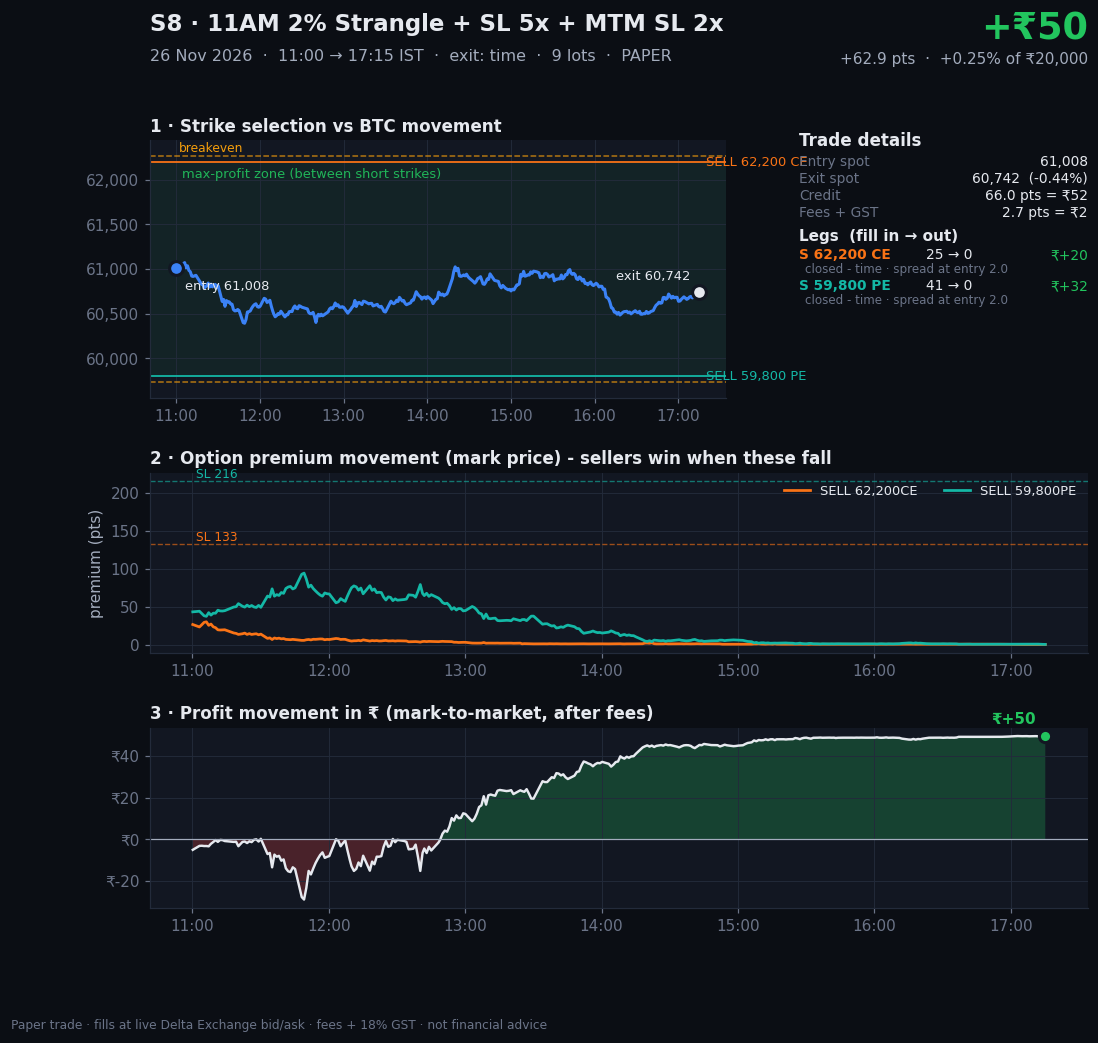 S8 · 11AM 2% Strangle + SL 5x + MTM SL 2x
+₹50
26 Nov 2026 · 11:00 → 17:15 IST · exit: time · 9 lots · PAPER
+62.9 pts · +0.25% of ₹20,000
1 · Strike selection vs BTC movement
breakeven
SELL 62,200 CE
max-profit zone (between short strikes)
62,000
61,500
61,000
60,500
60,000
entry 61,008
exit 60,742
SELL 59,800 PE
11:00 12:00 13:00 14:00 15:00 16:00 17:00
Trade details
Entry spot 61,008
Exit spot 60,742 (-0.44%)
Credit 66.0 pts = ₹52
Fees + GST 2.7 pts = ₹2
Legs (fill in → out)
S 62,200 CE 25 → 0 ₹+20
closed - time · spread at entry 2.0
S 59,800 PE 41 → 0 ₹+32
closed - time · spread at entry 2.0
2 · Option premium movement (mark price) - sellers win when these fall
SL 216
SELL 62,200CE SELL 59,800PE
SL 133
premium (pts)
200
150
100
50
0
11:00 12:00 13:00 14:00 15:00 16:00 17:00
3 · Profit movement in ₹ (mark-to-market, after fees)
₹+50
₹40
₹20
₹0
₹-20
11:00 12:00 13:00 14:00 15:00 16:00 17:00
Paper trade · fills at live Delta Exchange bid/ask · fees + 18% GST · not financial advice